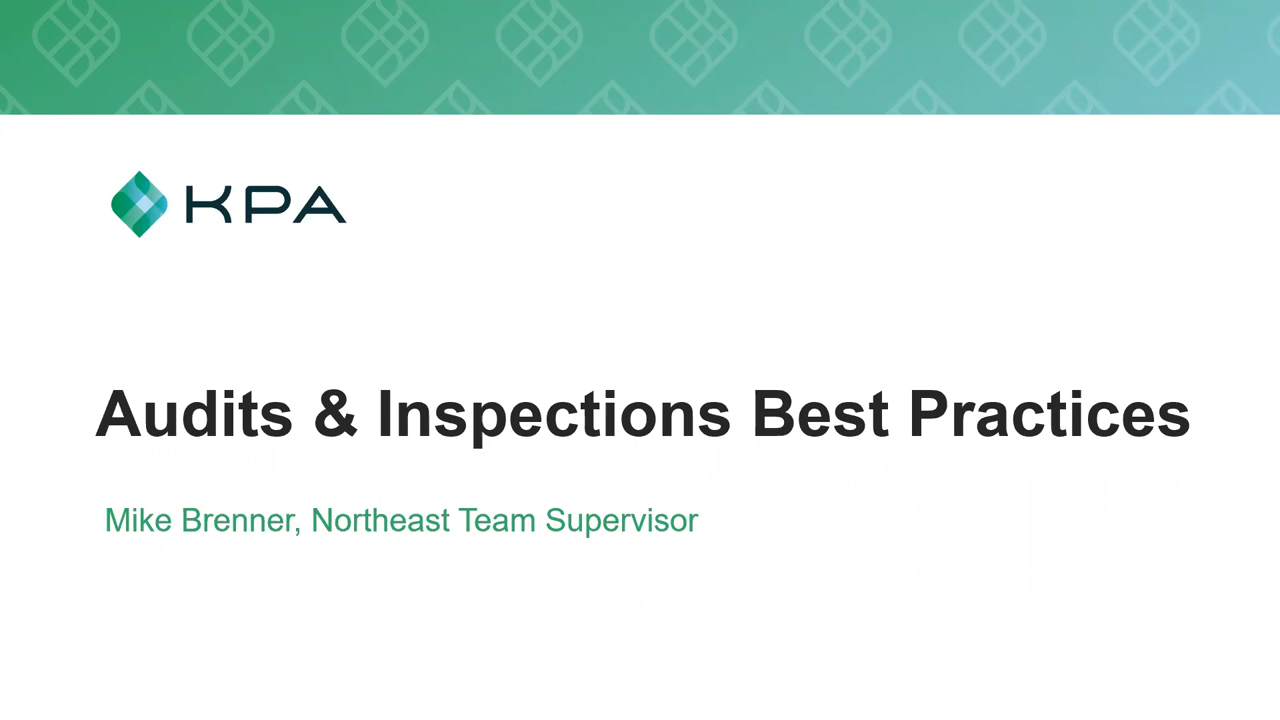 KPA
Audits & Inspections Best Practices
Mike Brenner, Northeast Team Supervisor